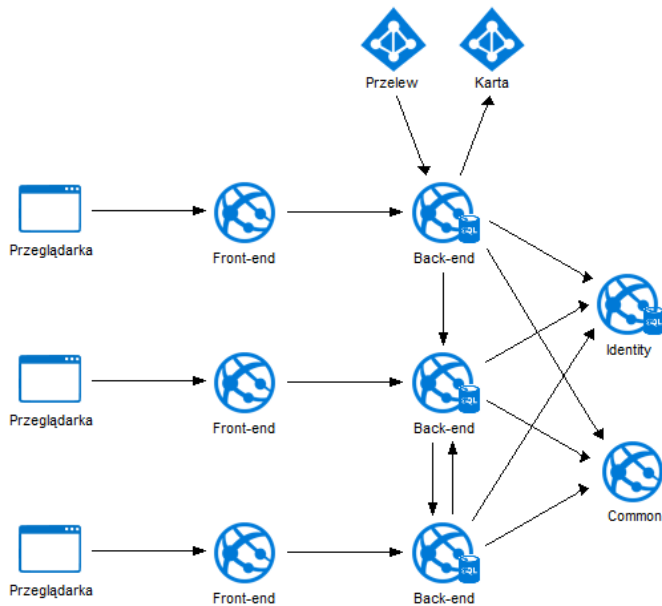 Przelew
Karta
Przeglądarka
Front-end
Back-end
SQL
Identity
SQL
Przeglądarka
Front-end
Back-end
SQL
Common
Przeglądarka
Front-end
Back-end
SQL